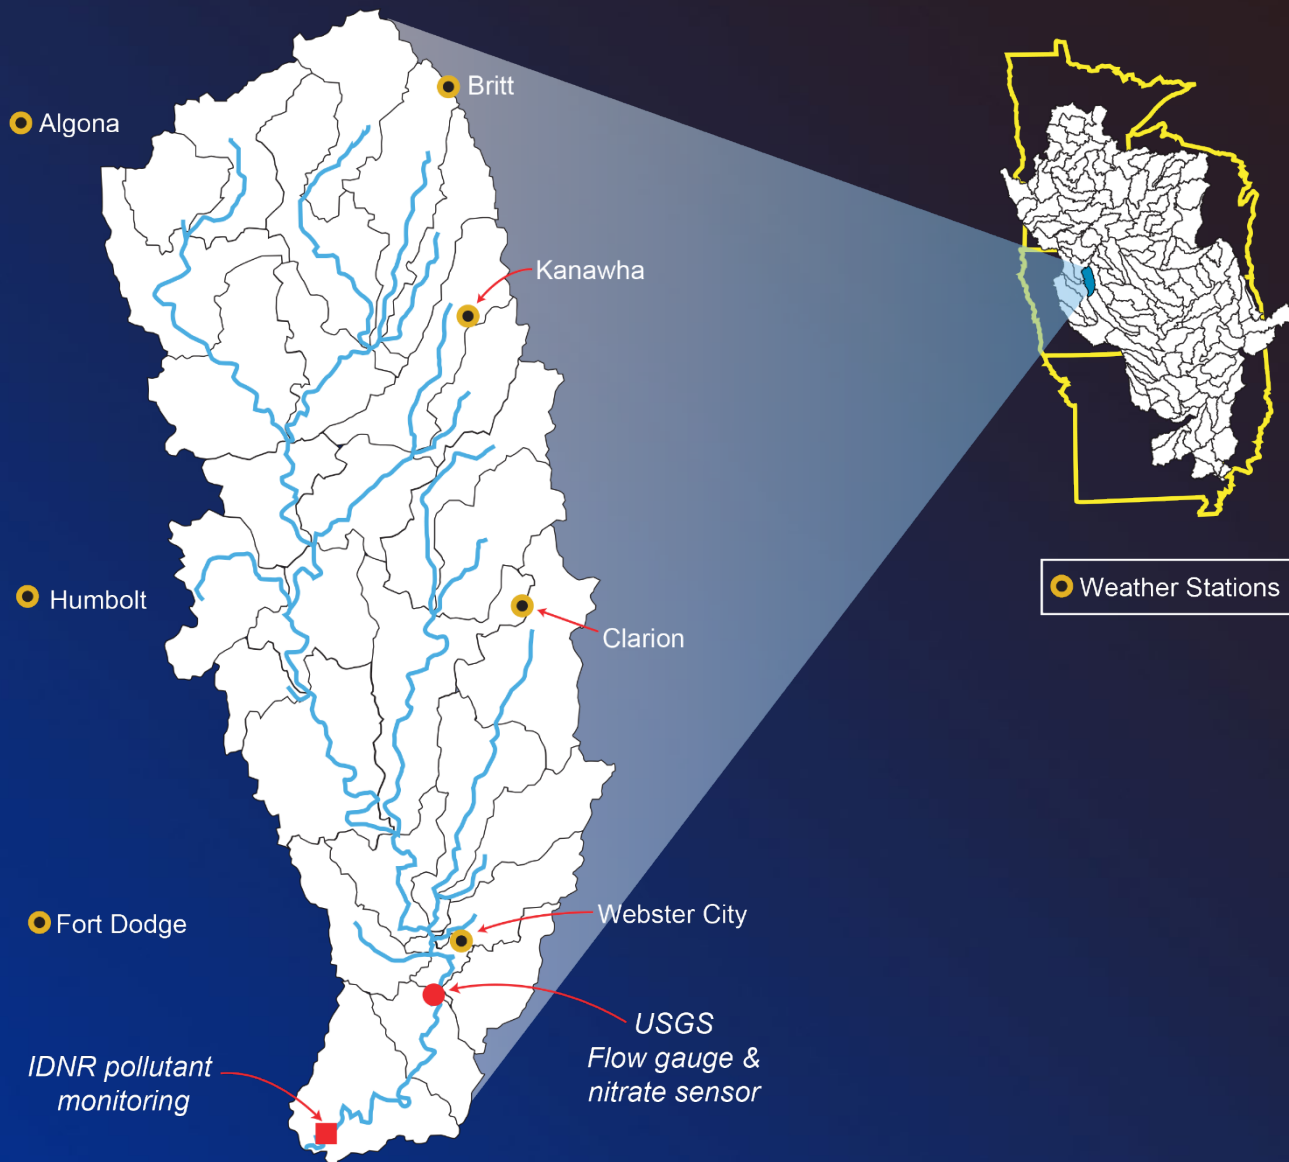 Britt
Algona
Kanawha
Humbolt
Weather Stations
Clarion
Webster City
Fort Dodge
USGS
Flow gauge &
nitrate sensor
IDNR pollutant
monitoring